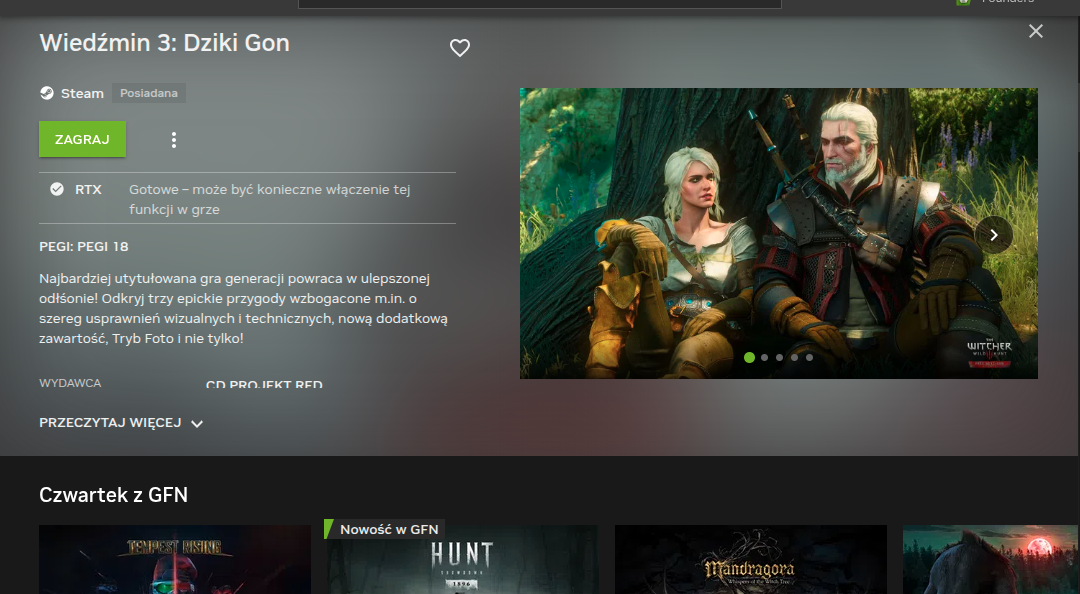 Founders
Wiedźmin 3: Dziki Gon
Steam
Posiadana
ZAGRAJ
RTX
Gotowe – może być konieczne włączenie tej
funkcji w grze
PEGI: PEGI 18
Najbardziej utytułowana gra generacji powraca w ulepszonej
odłśonie! Odkryj trzy epickie przygody wzbogacone m.in. o
szereg usprawnień wizualnych i technicznych, nową dodatkową
zawartość, Tryb Foto i nie tylko!
WYDAWCA
CD PROJEKT RED
PRZECZYTAJ WIĘCEJ
THE
WITCHER
WILD HUNT
Czwartek z GFN
TEMPEST RISING
Nowość w GFN
HUNT
SHOWDOWN
1896
Mandragora
Whispers of the Witch Tree